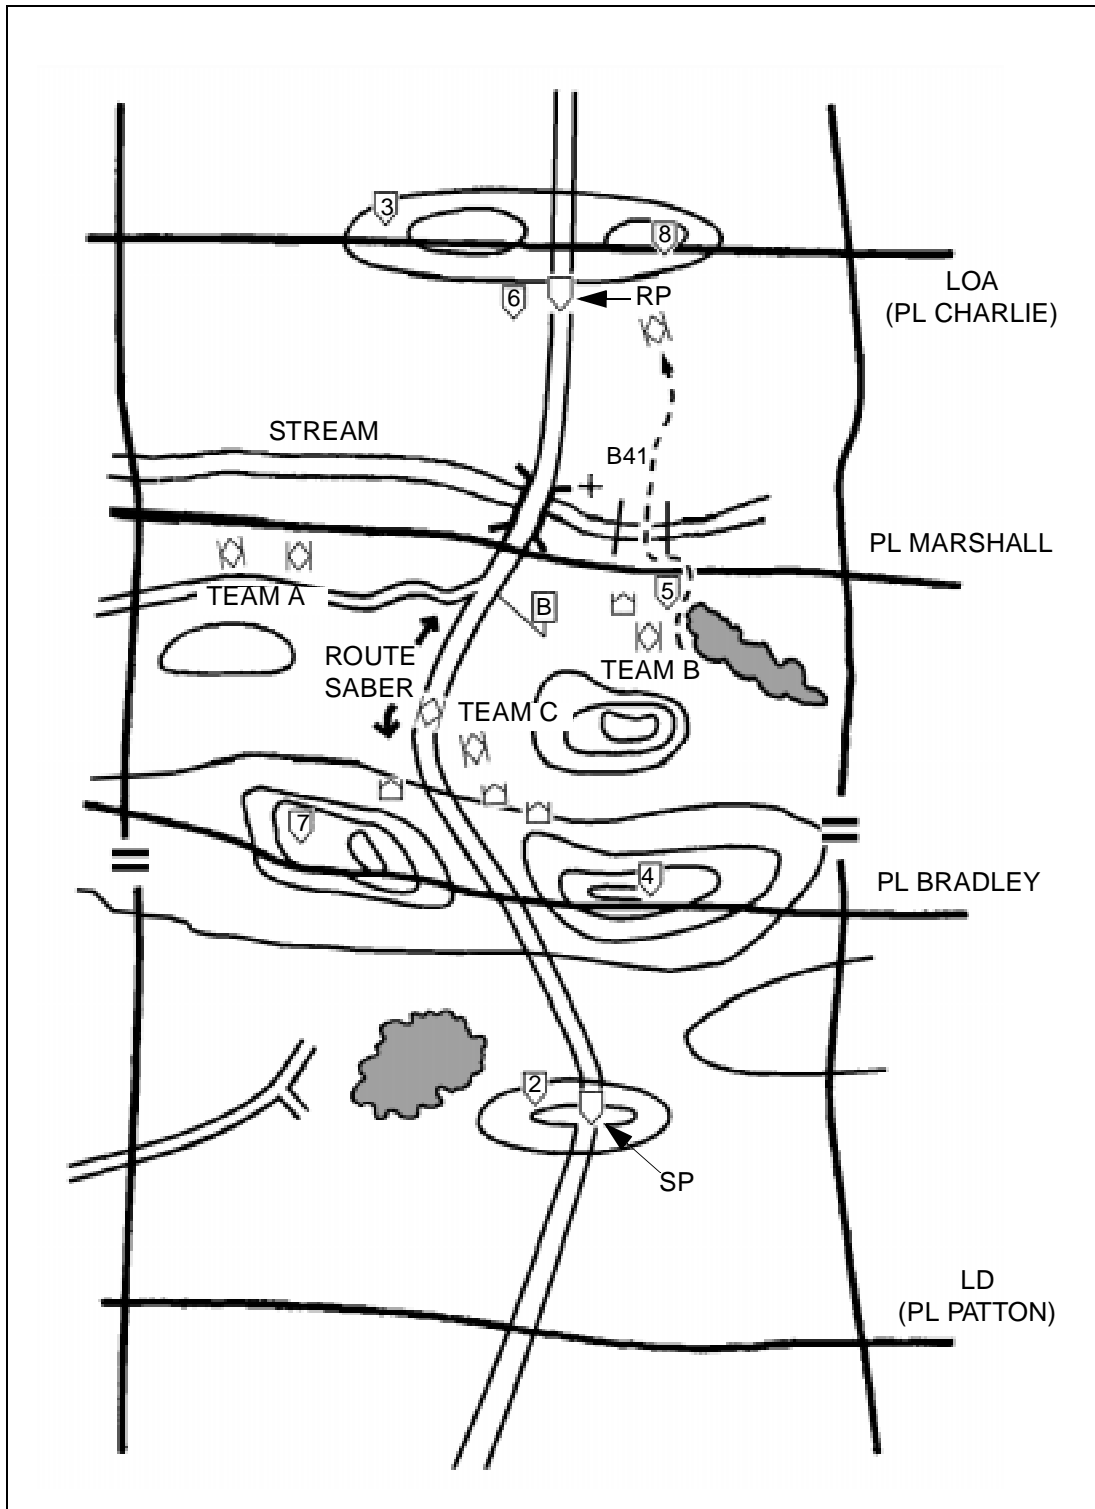 3
8
LOA
(PL CHARLIE)
6
RP
STREAM
B41
PL MARSHALL
5
TEAM A
B
ROUTE
SABER
TEAM B
TEAM C
7
4
PL BRADLEY
2
SP
LD
(PL PATTON)